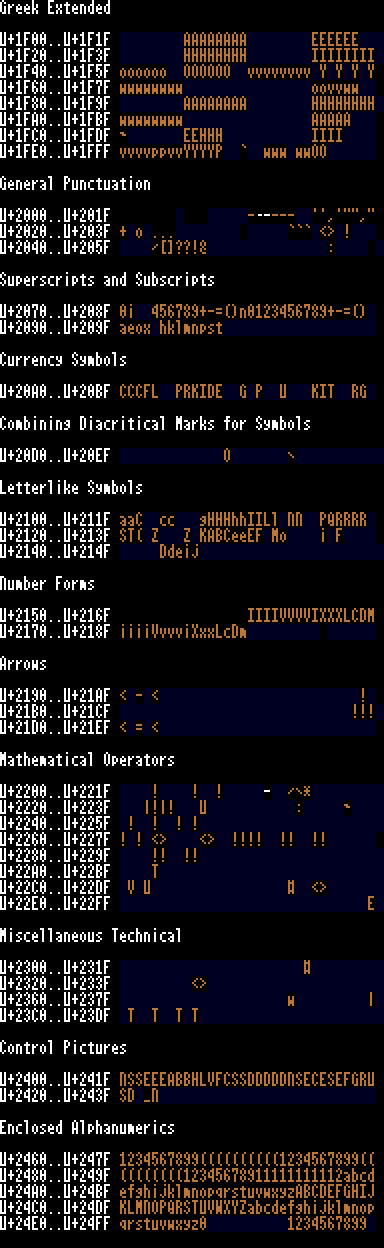 Greek Extended
U+1F00..U+1F1F AAAAAAAA EEEEEE
U+1F20..U+1F3F HHHHHHHH IIIIIIII
U+1F40..U+1F5F oooooo OOOOOO vvvvvvvv Y Y Y Y
U+1F60..U+1F7F wwwwwwww oovvww
U+1F80..U+1F9F AAAAAAAA HHHHHHHH
U+1FA0..U+1FBF wwwwwwww AAAAA
U+1FC0..U+1FDF ~ EEHHH IIII
U+1FE0..U+1FFF vvvvppvvYYYYP ` www wwOO
General Punctuation
U+2000..U+201F
U+2020..U+203F + o ... ``` <> !
U+2040..U+205F /[]??!& :
Superscripts and Subscripts
U+2070..U+208F 0i 456789+-=()n0123456789+-=()
U+2090..U+209F aeox hklmnpst
Currency Symbols
U+20A0..U+20BF CCCFL PRKIDE G P U KIT RG
Combining Diacritical Marks for Symbols
U+20D0..U+20EF O \
Letterlike Symbols
U+2100..U+211F aaC cc gHHHhhIILl NN PQRRRR
U+2120..U+213F ST( Z Z KABCeeEF Mo i F
U+2140..U+214F Ddeij
Number Forms
U+2150..U+216F IIIIVVVVIXXXLCDM
U+2170..U+218F iiiiVvvviXxxLcDm
Arrows
U+2190..U+21AF < - < !
U+21B0..U+21CF !!!
U+21D0..U+21EF < = <
Mathematical Operators
U+2200..U+221F ! ! ! - /\*
U+2220..U+223F |||| U : ~
U+2240..U+225F ! ! ! !
U+2260..U+227F ! ! <> <> !!!! !! !!
U+2280..U+229F !! !!
U+22A0..U+22BF T
U+22C0..U+22DF V U # <>
U+22E0..U+22FF E
Miscellaneous Technical
U+2300..U+231F #
U+2320..U+233F <>
U+2360..U+237F w |
U+23C0..U+23DF T T T T
Control Pictures
U+2400..U+241F NSSEEEABBHLVFCSSDDDDDNSECESEFGRU
U+2420..U+243F SD _N
Enclosed Alphanumerics
U+2460..U+247F 1234567899((((((((((1234567899((
U+2480..U+249F ((((((((12345678911111111112abcd
U+24A0..U+24BF efghijklmnopqrstuvwxyzABCDEFGHIJ
U+24C0..U+24DF KLMNOPQRSTUVWXYZabcdefghijklmnop
U+24E0..U+24FF qrstuvwxyz0 1234567899